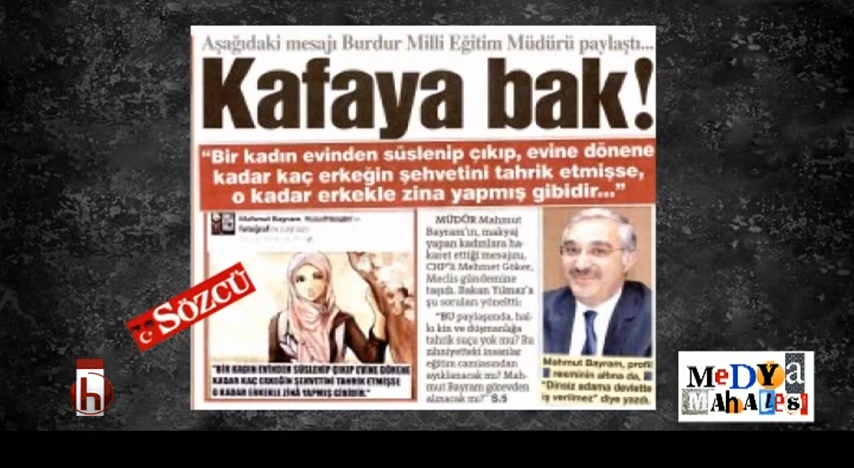 Aşağıdaki mesajı Burdur Milli Eğitim Müdürü paylaştı...
Kafaya bak!
“Bir kadın evinden süslenip çıkıp, evine dönene
kadar kaç erkeğin şehvetini tahrik etmişse,
o kadar erkekle zina yapmış gibidir...”
Mahmut Bayram
"BİR KADIN EVİNDEN SÜSLENİP ÇIKIP EVİNE DÖNENE
KADAR KAÇ ERKEĞİN ŞEHVETİNİ TAHRİK ETMİŞSE
O KADAR ERKEKLE ZİNA YAPMIŞ GİBİDİR."
MÜDÜR Mahmut
Bayram'ın, makyaj
yapan kadınlara ha-
karet ettiği mesajını,
CHP'li Mehmet Göker,
Meclis gündemine
taşıdı. Bakan Yılmaz'a
şu soruları yöneltti:
“BU paylaşımda, hal-
kı kin ve düşmanlığa
tahrik suçu yok mu? Bu
zihniyetteki insanlar
eğitim camiasından
ayıklanacak mı? Mah-
mut Bayram görevden
alınacak mı?” S.5
Mahmut Bayram, profil
resminin altına da,
“Dinsiz adama devlette
iş verilmez” diye yazdı.
SÖZCÜ
h
MeDYa
MaHALLesi